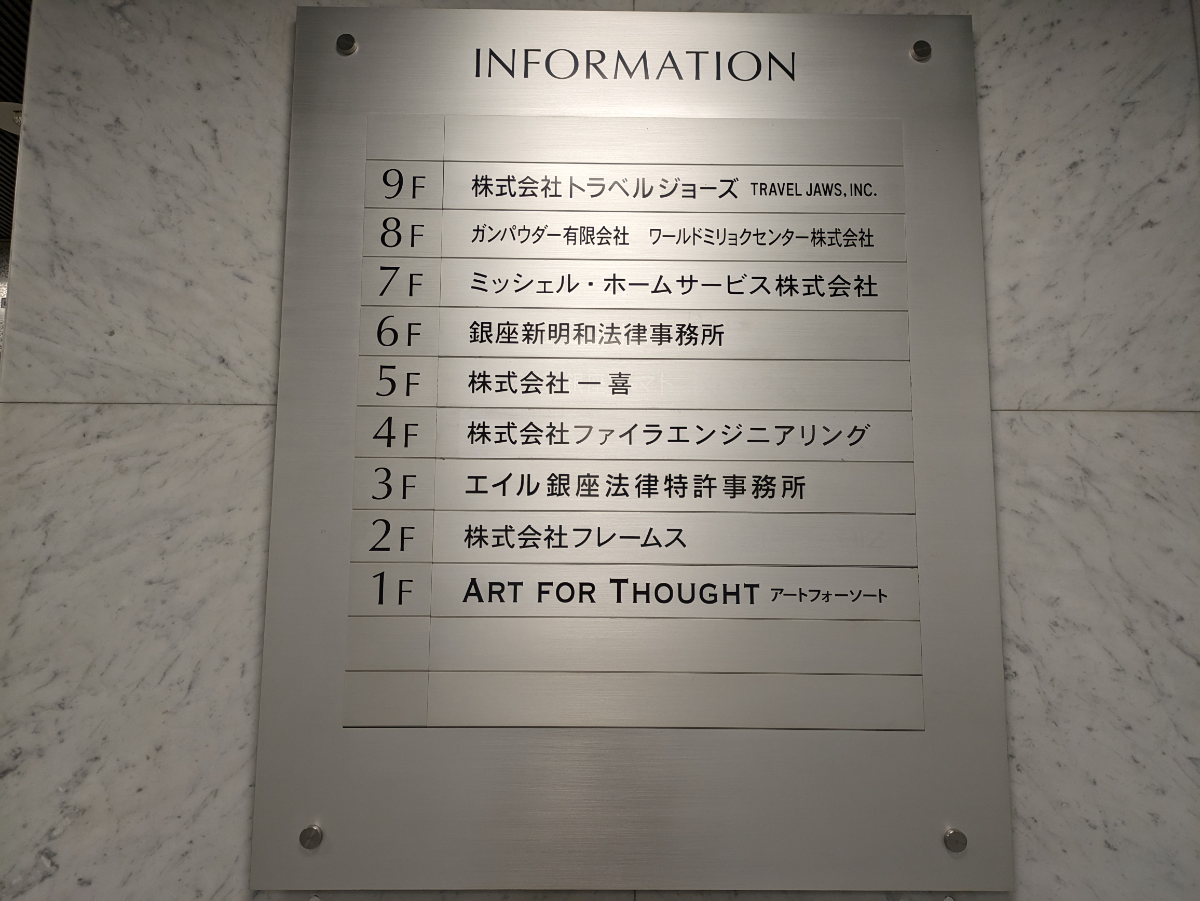 INFORMATION
9F 株式会社トラベルジョーズ TRAVEL JAWS, INC.
8F ガンパウダー有限会社 ワールドミリョクセンター株式会社
7F ミッシェル・ホームサービス株式会社
6F 銀座新明和法律事務所
5F 株式会社 一喜
4F 株式会社ファイラエンジニアリング
3F エイル銀座法律特許事務所
2F 株式会社フレームス
1F ART FOR THOUGHT アートフォーソート